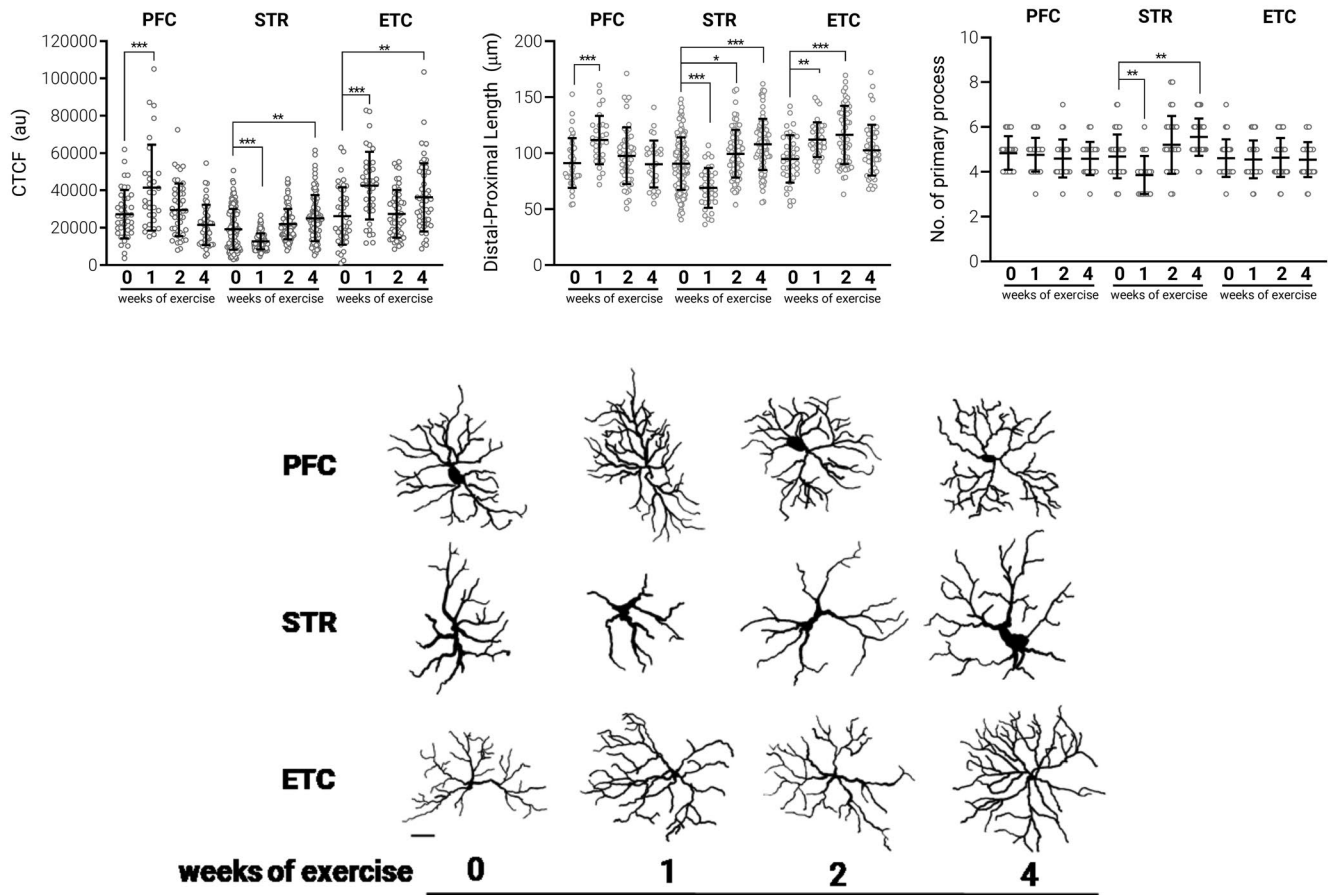 PFC STR ETC
CTCF (au)
120000
100000
80000
60000
40000
20000
0
*** *** ** *** **
0 1 2 4 0 1 2 4 0 1 2 4
weeks of exercise weeks of exercise weeks of exercise
PFC STR ETC
Distal-Proximal Length (μm)
200
150
100
50
0
*** *** * *** ** ***
0 1 2 4 0 1 2 4 0 1 2 4
weeks of exercise weeks of exercise weeks of exercise
PFC STR ETC
No. of primary process
10
8
6
4
2
0
** **
0 1 2 4 0 1 2 4 0 1 2 4
weeks of exercise weeks of exercise weeks of exercise
PFC
STR
ETC
weeks of exercise 0 1 2 4